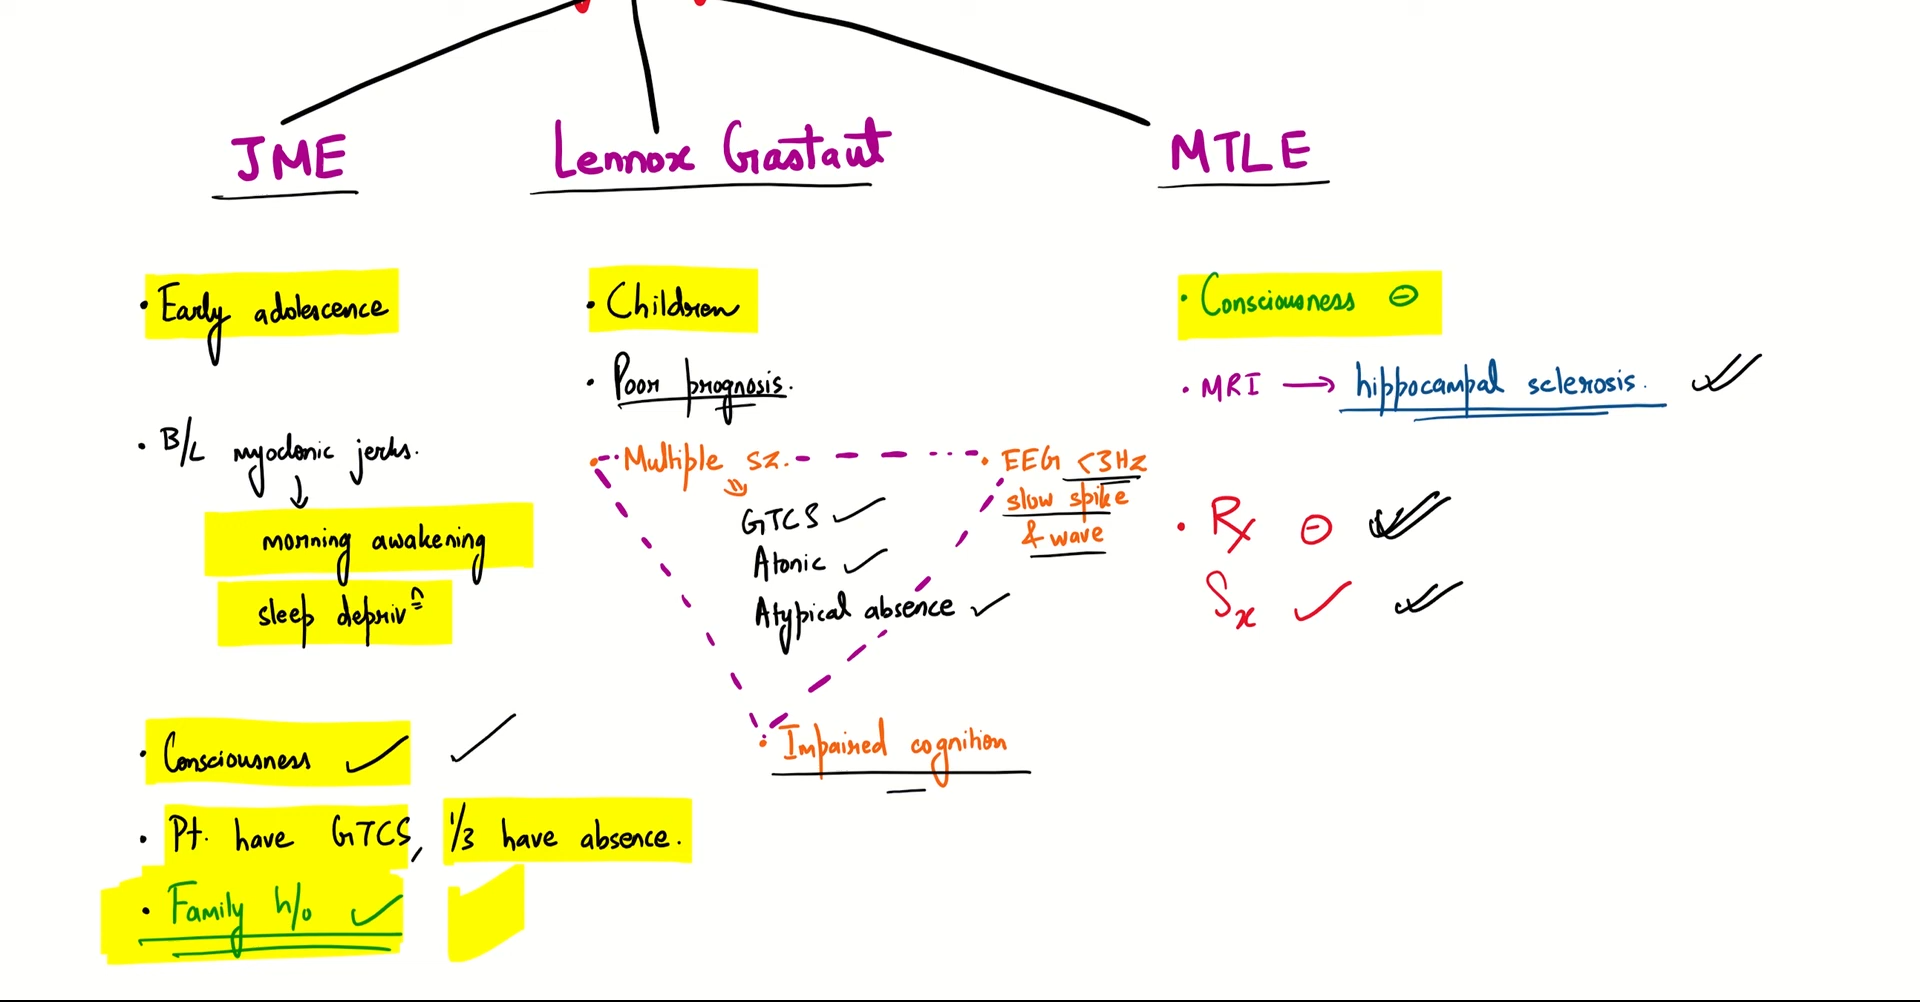 JME
Early adolescence
B/L myoclonic jerks.
morning awakening
sleep deprivⁿ
Consciousness ✓
Pt. have GTCS, 1/3 have absence.
Family h/o ✓
Lennox Gastaut
Children
Poor prognosis.
Multiple sz.
GTCS ✓
Atonic ✓
Atypical absence ✓
EEG <3Hz
slow spike
& wave
Impaired cognition
MTLE
Consciousness ⊖
MRI → hippocampal sclerosis.
Rx ⊖
Sx ✓